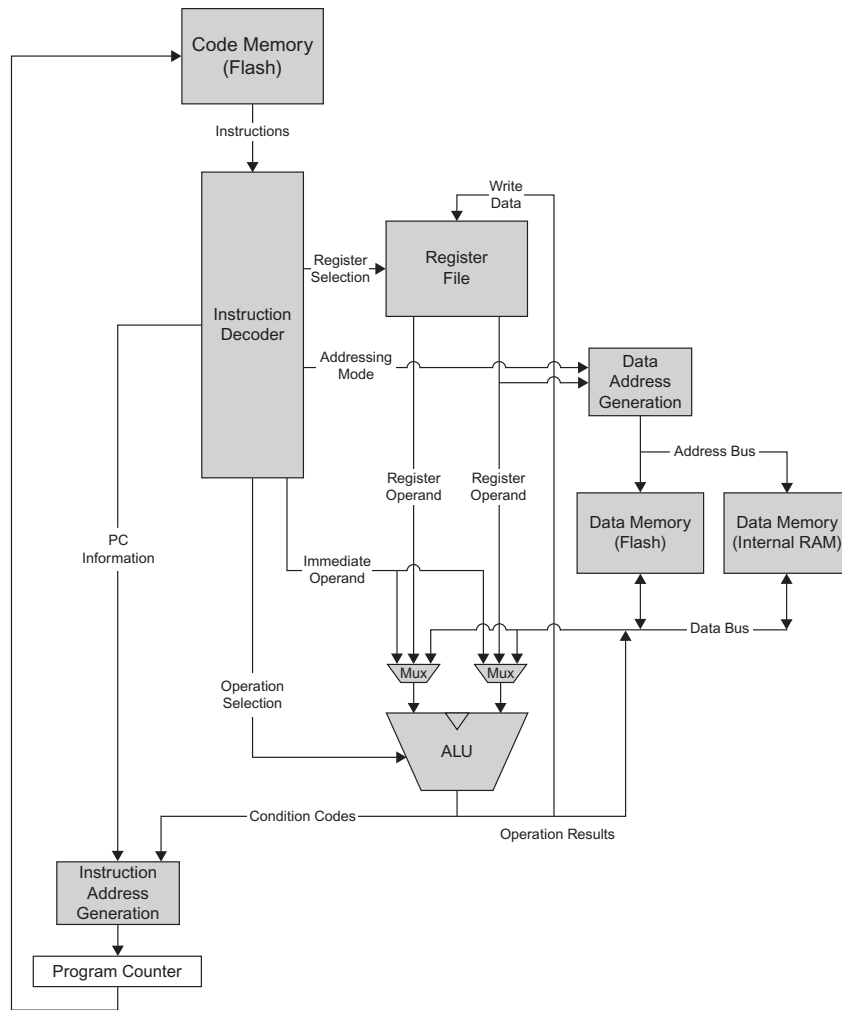 Code Memory
(Flash)
Instructions
Write
Data
Register
Selection
Register
File
Instruction
Decoder
Addressing
Mode
Data
Address
Generation
Address Bus
Register
Operand
Register
Operand
Data Memory
(Flash)
Data Memory
(Internal RAM)
PC
Information
Immediate
Operand
Data Bus
Mux
Mux
Operation
Selection
ALU
Condition Codes
Operation Results
Instruction
Address
Generation
Program Counter